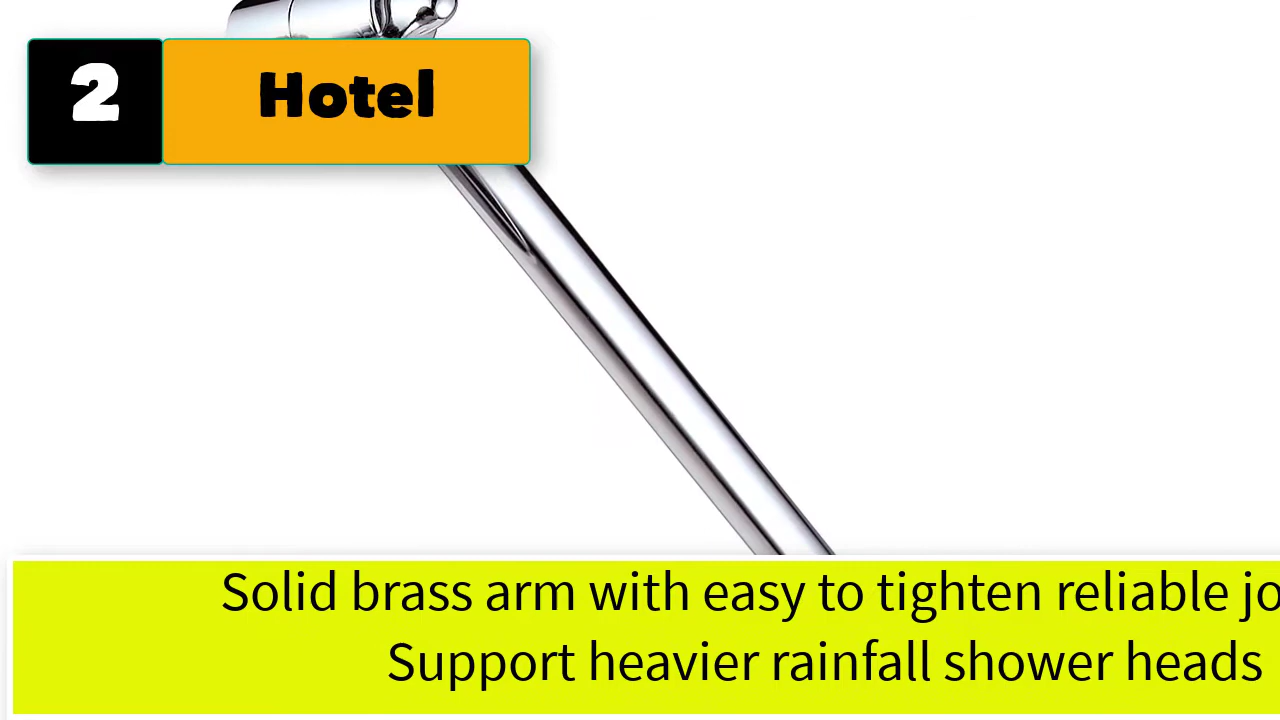 2 Hotel
Solid brass arm with easy to tighten reliable
Support heavier rainfall shower heads